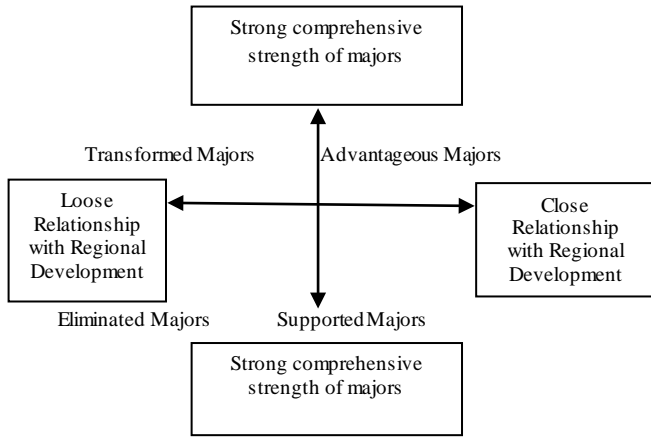 Strong comprehensive
strength of majors
Transformed Majors
Advantageous Majors
Loose
Relationship
with Regional
Development
Close
Relationship
with Regional
Development
Eliminated Majors
Supported Majors
Strong comprehensive
strength of majors